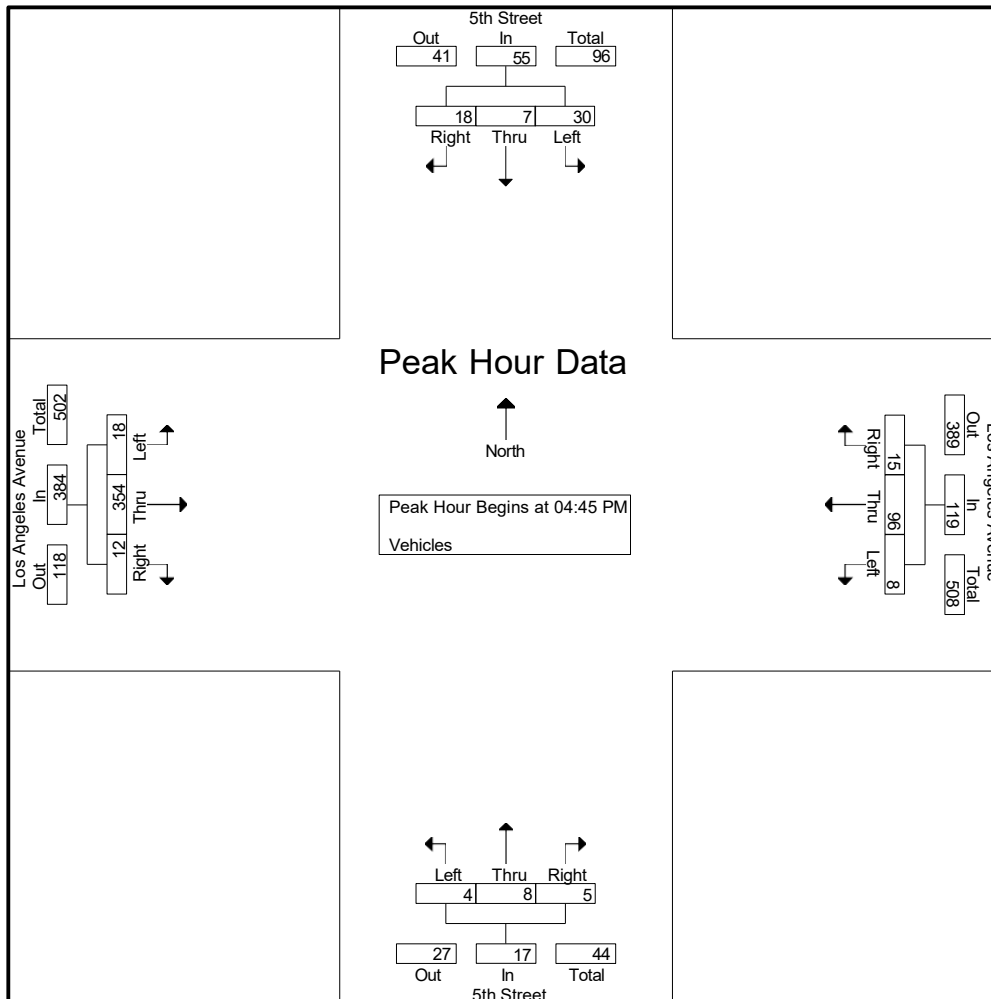 5th Street
Out In Total
41 55 96
18 7 30
Right Thru Left
Peak Hour Data
North
Peak Hour Begins at 04:45 PM
Vehicles
Los Angeles Avenue
Out In Total
118 384 502
12 354 18
Right Thru Left
Los Angeles Avenue
Out In Total
389 119 508
15 96 8
Right Thru Left
Left Thru Right
4 8 5
27 17 44
Out In Total
5th Street